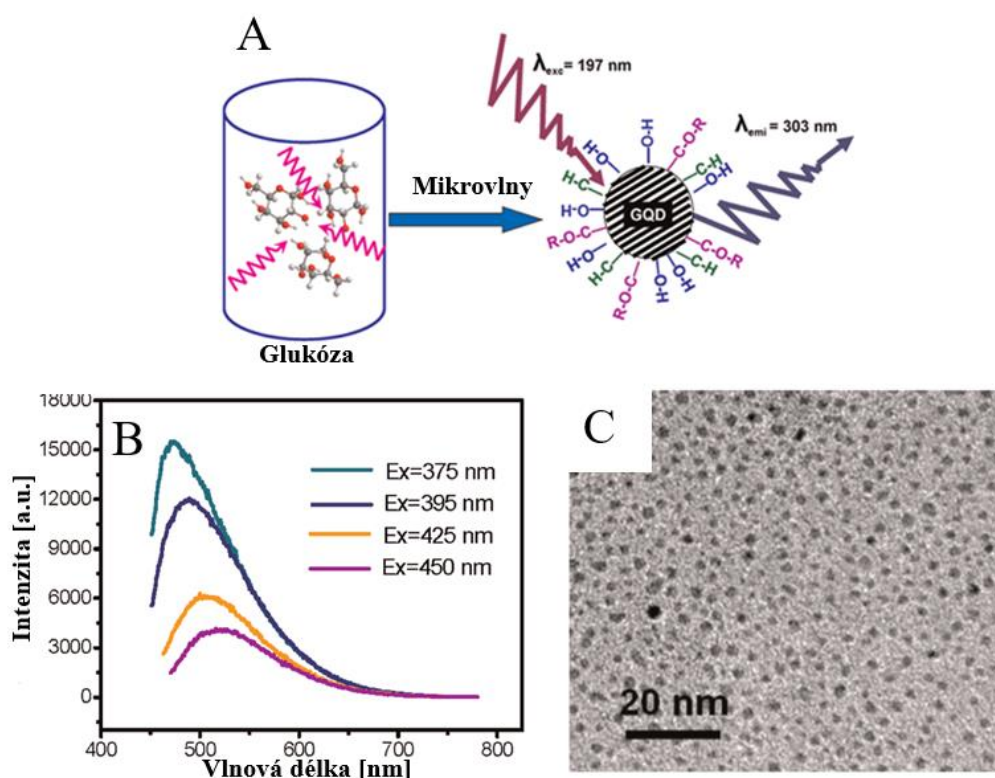 A
λexc= 197 nm
λemi= 303 nm
O-H
H-O
C-O-R
C-H
O-H
H-C
H-O
GQD
R-O-C
C-O-R
H-O
C-H
H-C
O-H
O-H
R-O-C
Mikrovlny
Glukóza
B
18000
15000
12000
9000
6000
3000
0
Intenzita [a.u.]
Ex=375 nm
Ex=395 nm
Ex=425 nm
Ex=450 nm
400
500
600
700
800
Vlnová délka [nm]
C
20 nm